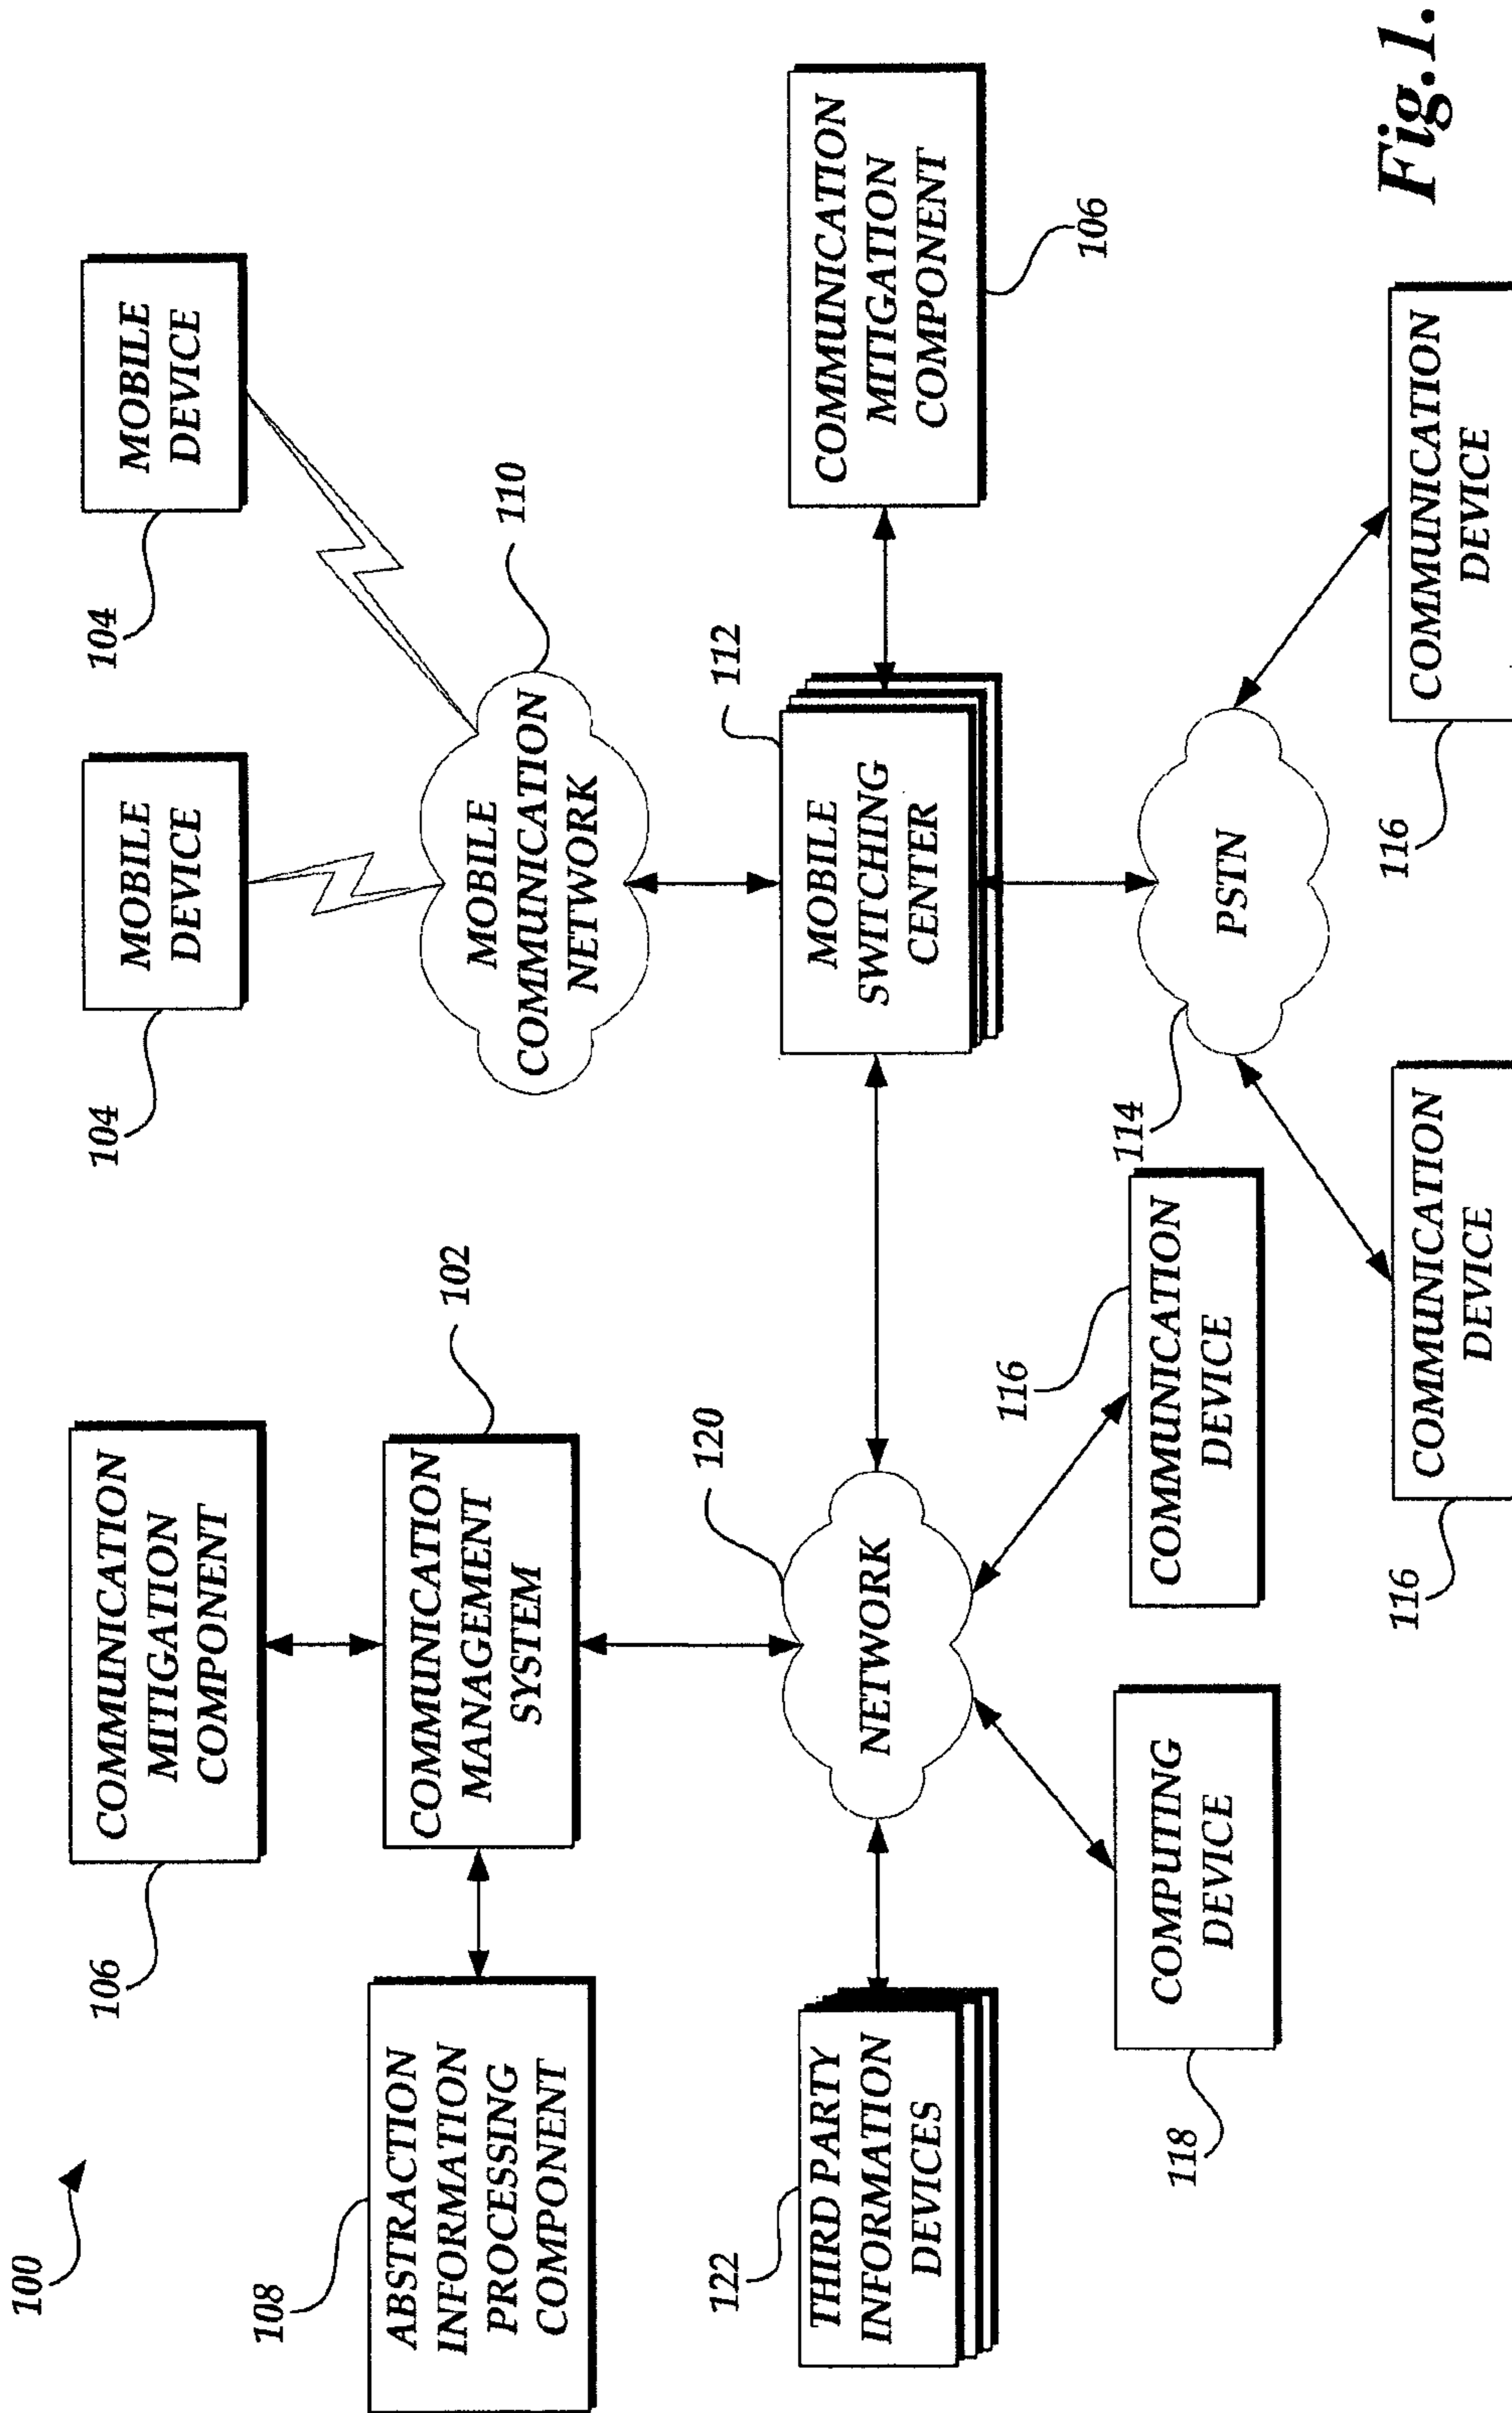 100
COMMUNICATION
MITIGATION
COMPONENT
106
104
MOBILE
DEVICE
104
MOBILE
DEVICE
108
ABSTRACTION
INFORMATION
PROCESSING
COMPONENT
COMMUNICATION
MANAGEMENT
SYSTEM
102
MOBILE
COMMUNICATION
NETWORK
110
122
THIRD PARTY
INFORMATION
DEVICES
120
NETWORK
112
MOBILE
SWITCHING
CENTER
COMMUNICATION
MITIGATION
COMPONENT
106
118
COMPUTING
DEVICE
116
COMMUNICATION
DEVICE
114
PSTN
116
COMMUNICATION
DEVICE
116
COMMUNICATION
DEVICE
Fig.1.